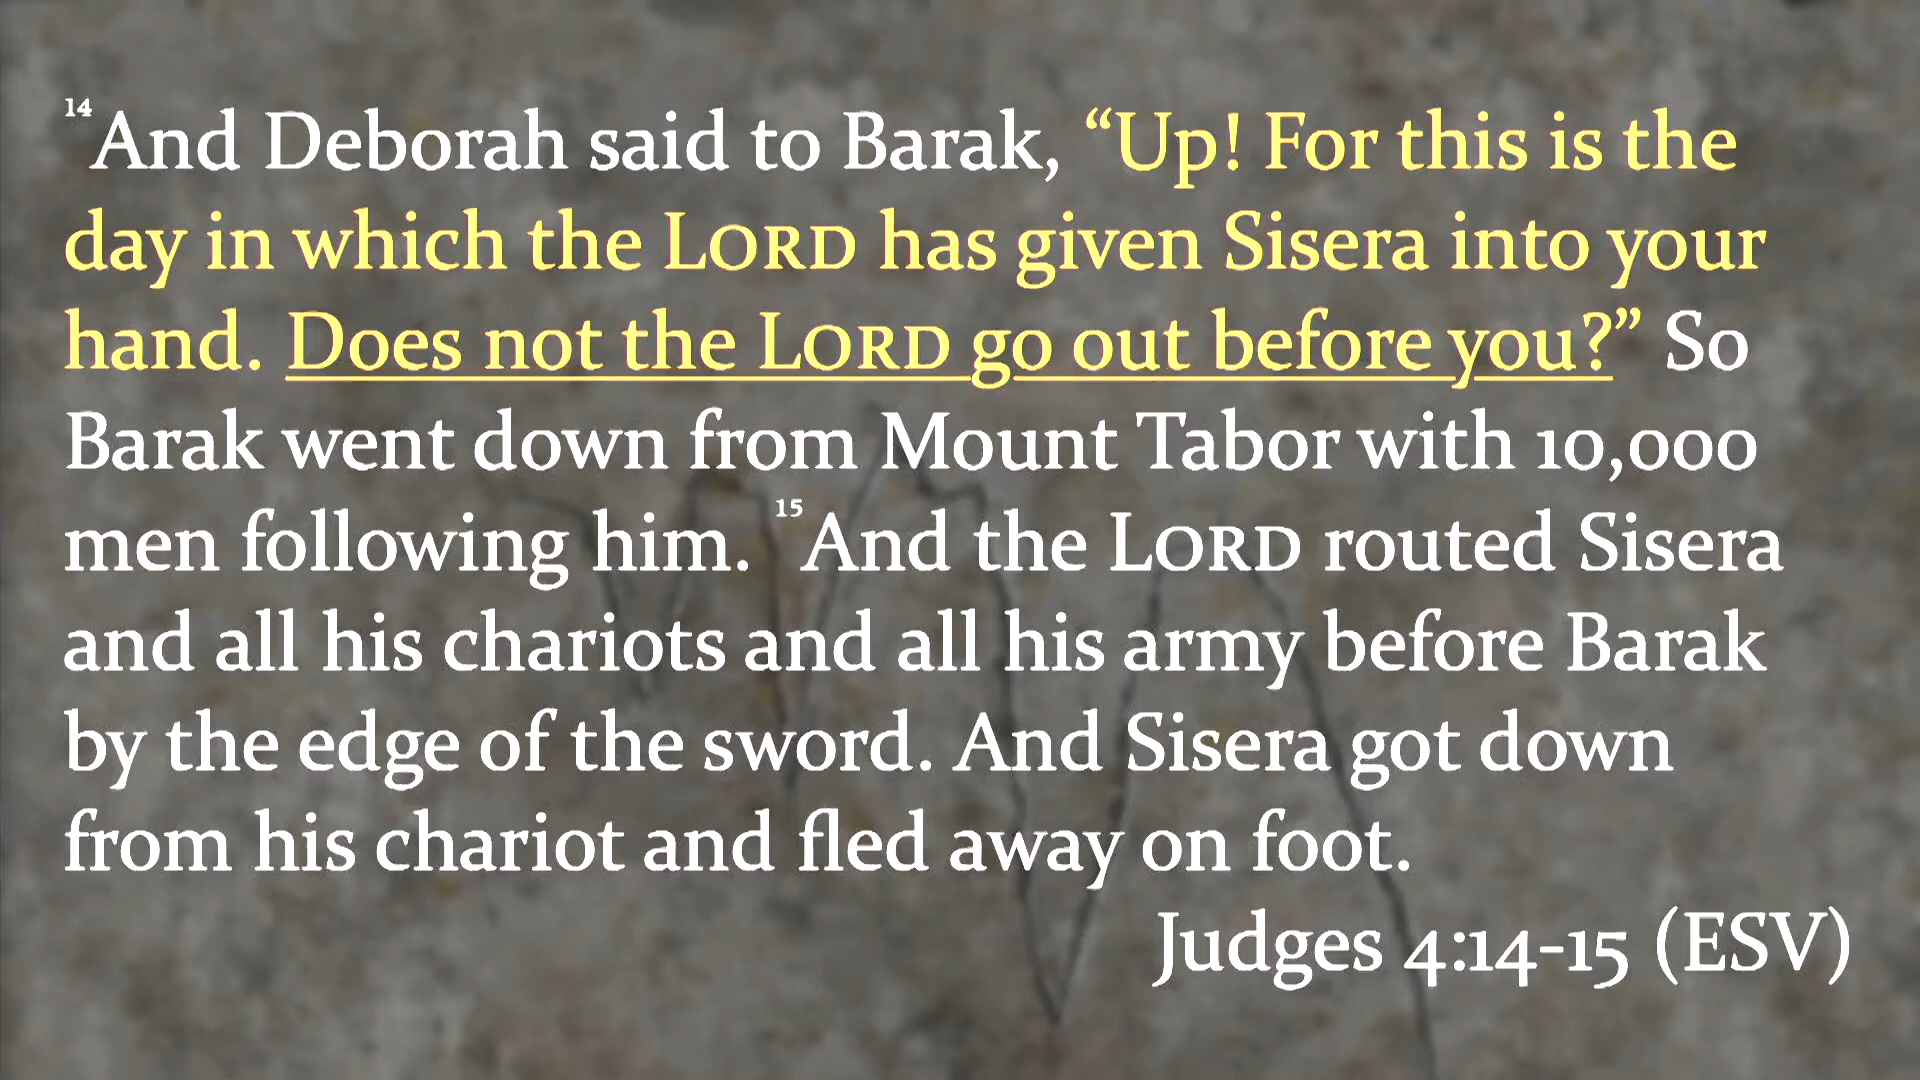 14 And Deborah said to Barak, “Up! For this is the
day in which the LORD has given Sisera into your
hand. Does not the LORD go out before you?” So
Barak went down from Mount Tabor with 10,000
men following him. 15 And the LORD routed Sisera
and all his chariots and all his army before Barak
by the edge of the sword. And Sisera got down
from his chariot and fled away on foot.
Judges 4:14-15 (ESV)